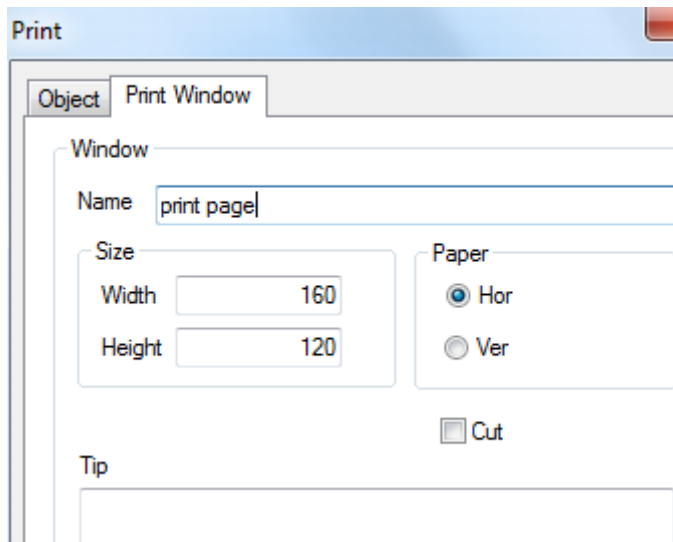 Print
Object Print Window
Window
Name print page
Size
Paper
Width 160
Hor
Height 120
Ver
Cut
Tip